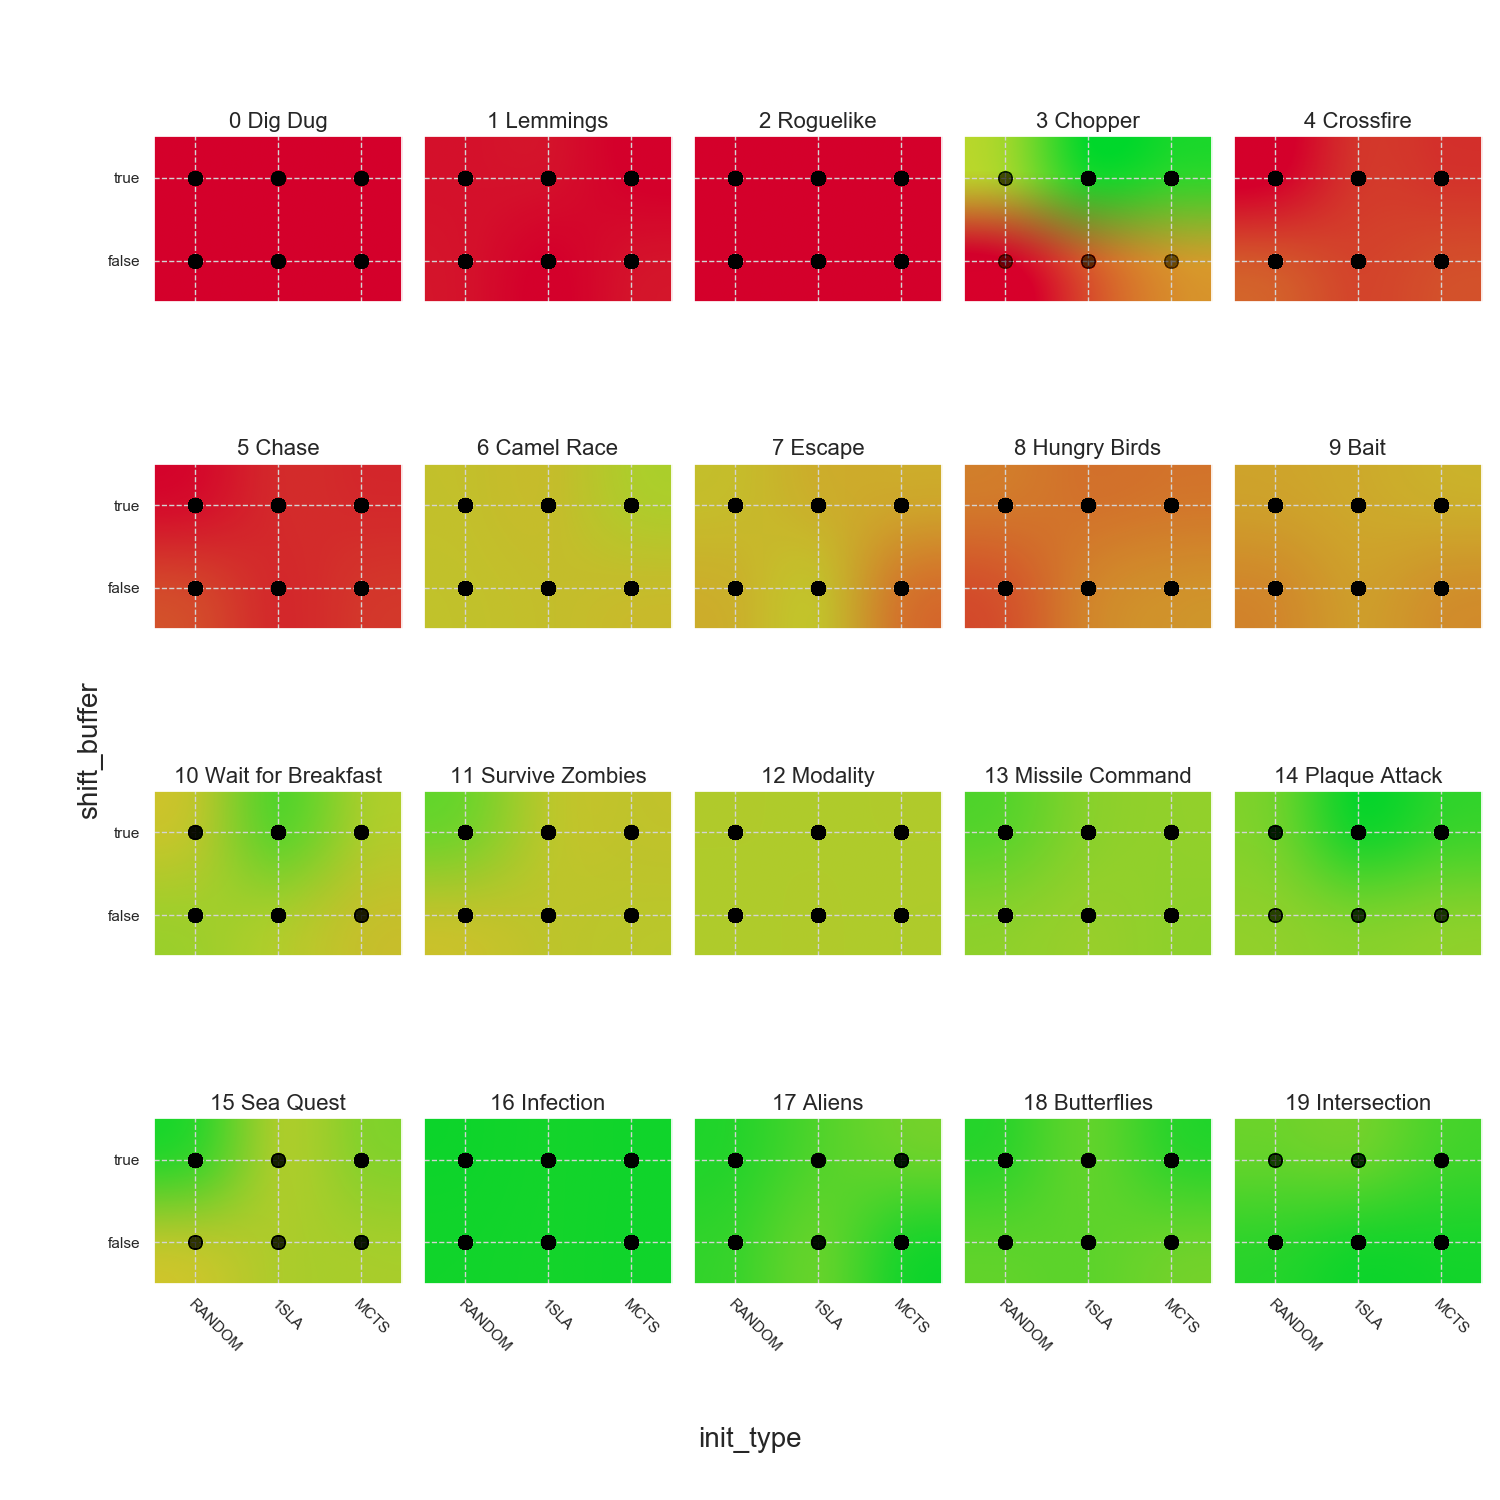 0 Dig Dug
1 Lemmings
2 Roguelike
3 Chopper
4 Crossfire
true
false
5 Chase
6 Camel Race
7 Escape
8 Hungry Birds
9 Bait
true
false
shift_buffer
10 Wait for Breakfast
11 Survive Zombies
12 Modality
13 Missile Command
14 Plaque Attack
true
false
15 Sea Quest
16 Infection
17 Aliens
18 Butterflies
19 Intersection
true
false
RANDOM
1SLA
MCTS
RANDOM
1SLA
MCTS
RANDOM
1SLA
MCTS
RANDOM
1SLA
MCTS
RANDOM
1SLA
MCTS
init_type